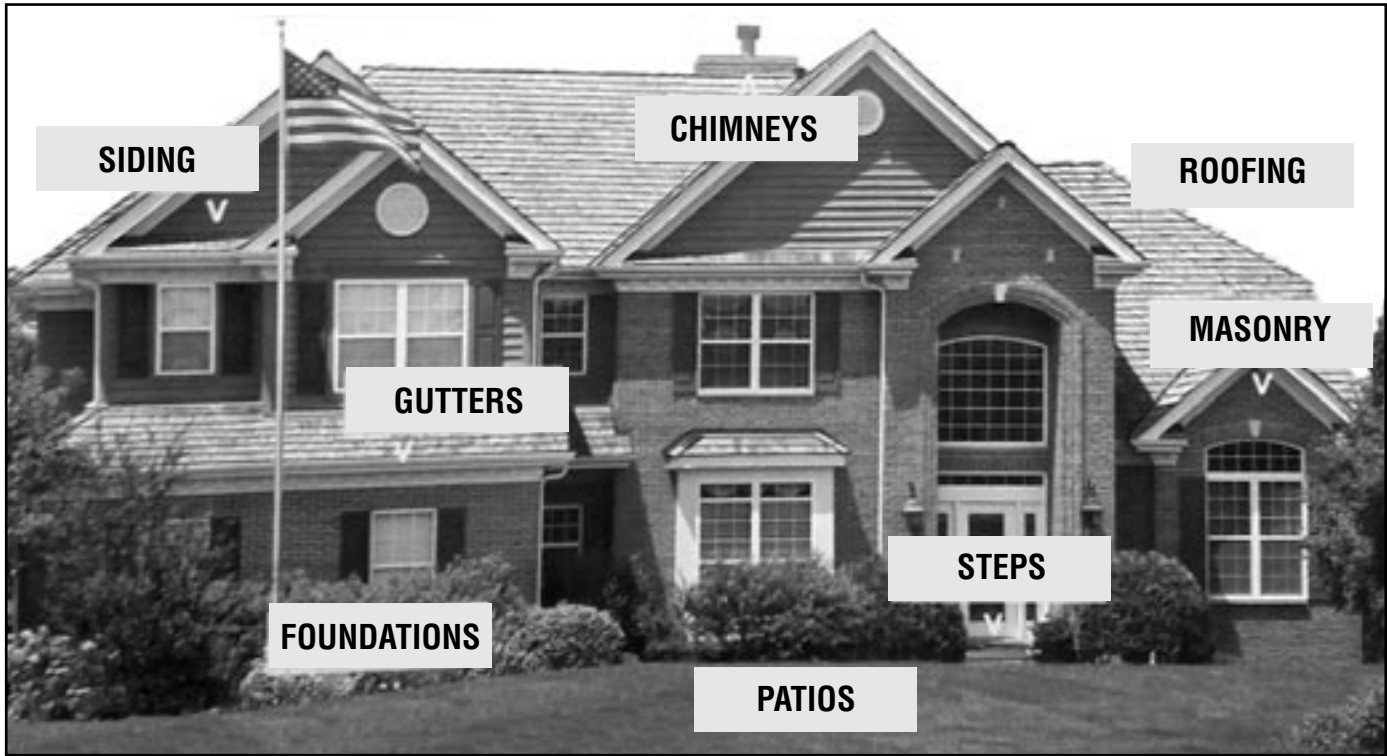 CHIMNEYS
SIDING
ROOFING
MASONRY
GUTTERS
STEPS
FOUNDATIONS
PATIOS